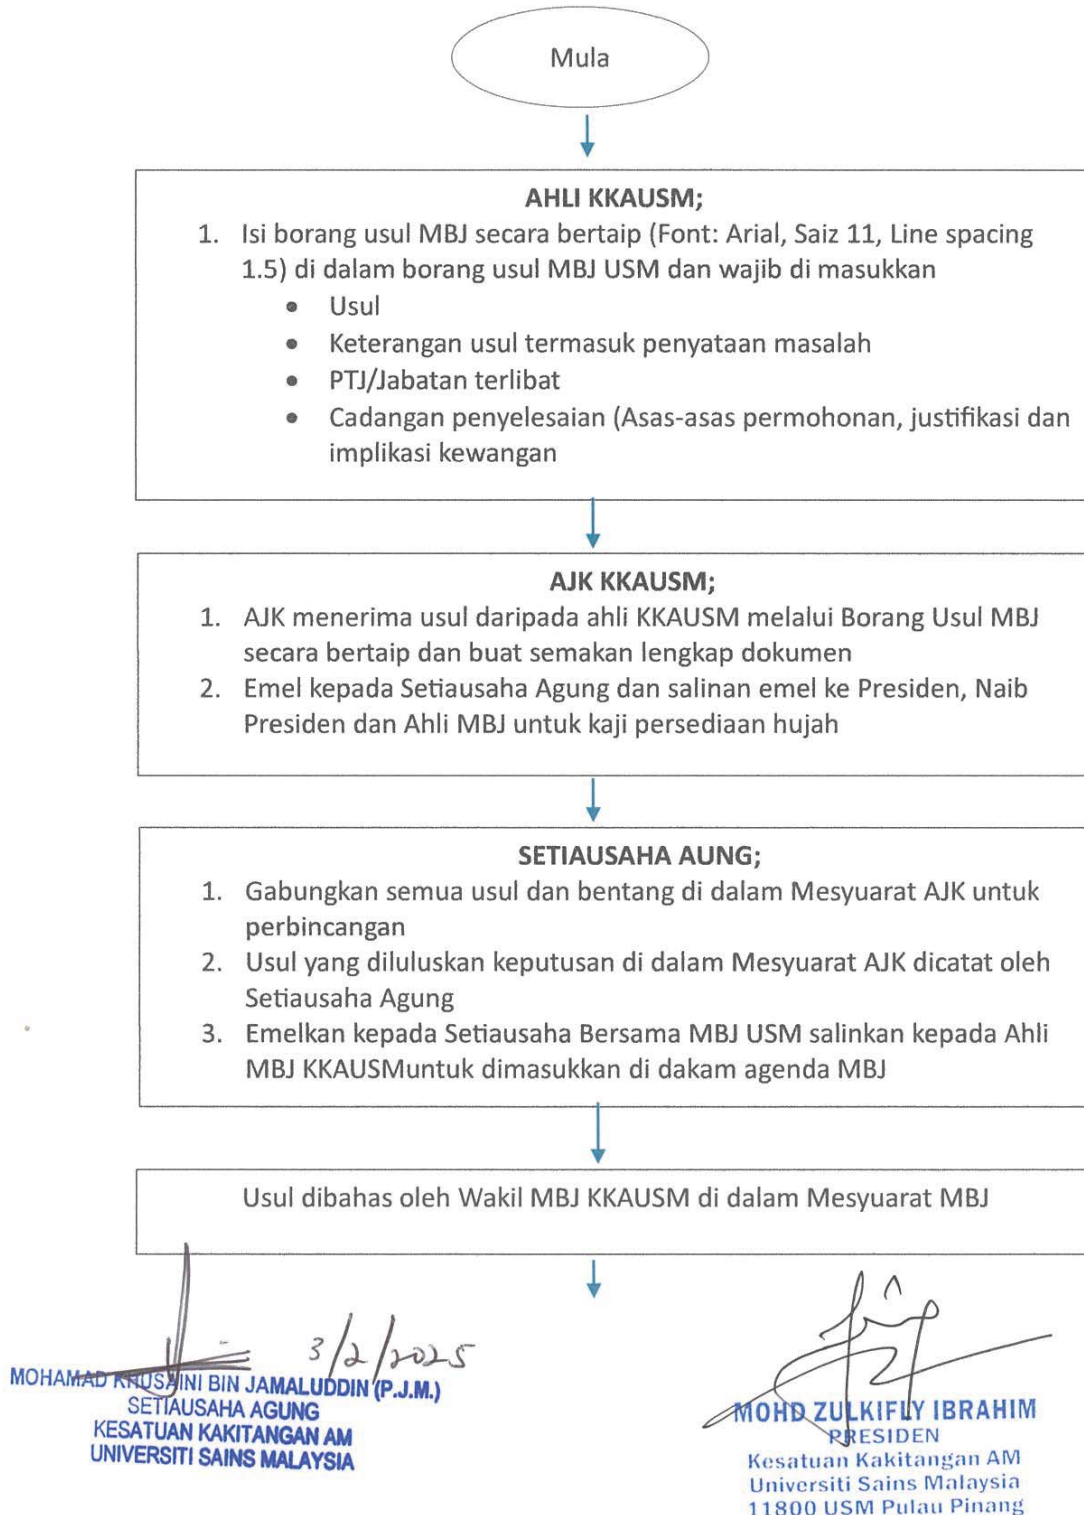 Mula
AHLI KKAUSM;
1. Isi borang usul MBJ secara bertaip (Font: Arial, Saiz 11, Line spacing
1.5) di dalam borang usul MBJ USM dan wajib di masukkan
• Usul
• Keterangan usul termasuk penyataan masalah
• PTJ/Jabatan terlibat
• Cadangan penyelesaian (Asas-asas permohonan, justifikasi dan
implikasi kewangan
AJK KKAUSM;
1. AJK menerima usul daripada ahli KKAUSM melalui Borang Usul MBJ
secara bertaip dan buat semakan lengkap dokumen
2. Emel kepada Setiausaha Agung dan salinan emel ke Presiden, Naib
Presiden dan Ahli MBJ untuk kaji persediaan hujah
SETIAUSAHA AUNG;
1. Gabungkan semua usul dan bentang di dalam Mesyuarat AJK untuk
perbincangan
2. Usul yang diluluskan keputusan di dalam Mesyuarat AJK dicatat oleh
Setiausaha Agung
3. Emelkan kepada Setiausaha Bersama MBJ USM salinkan kepada Ahli
MBJ KKAUSMuntuk dimasukkan di dakam agenda MBJ
Usul dibahas oleh Wakil MBJ KKAUSM di dalam Mesyuarat MBJ
3/2/2025
MOHAMAD KHUSAINI BIN JAMALUDDIN (P.J.M.)
SETIAUSAHA AGUNG
KESATUAN KAKITANGAN AM
UNIVERSITI SAINS MALAYSIA
MOHD ZULKIFLY IBRAHIM
PRESIDEN
Kesatuan Kakitangan AM
Universiti Sains Malaysia
11800 USM Pulau Pinang